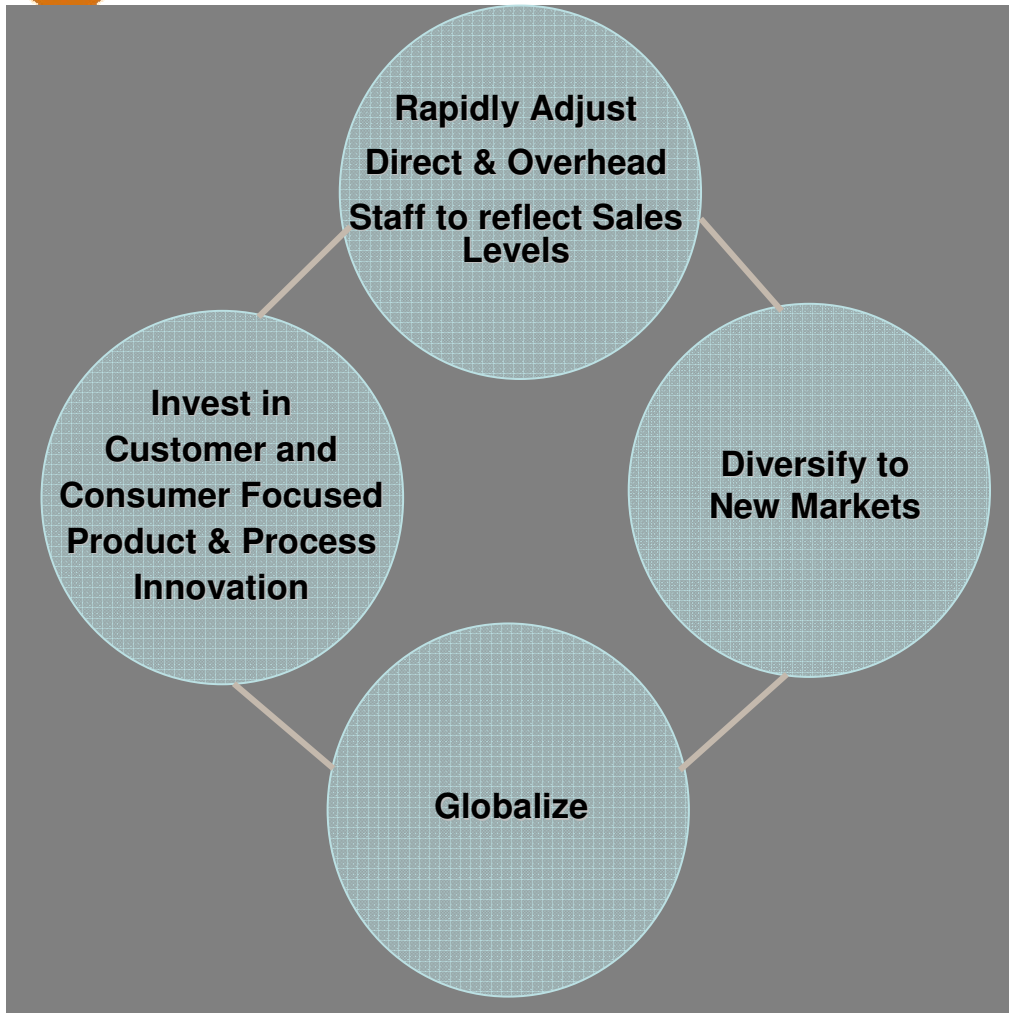 Rapidly Adjust
Direct & Overhead
Staff to reflect Sales
Levels
Invest in
Customer and
Consumer Focused
Product & Process
Innovation
Diversify to
New Markets
Globalize